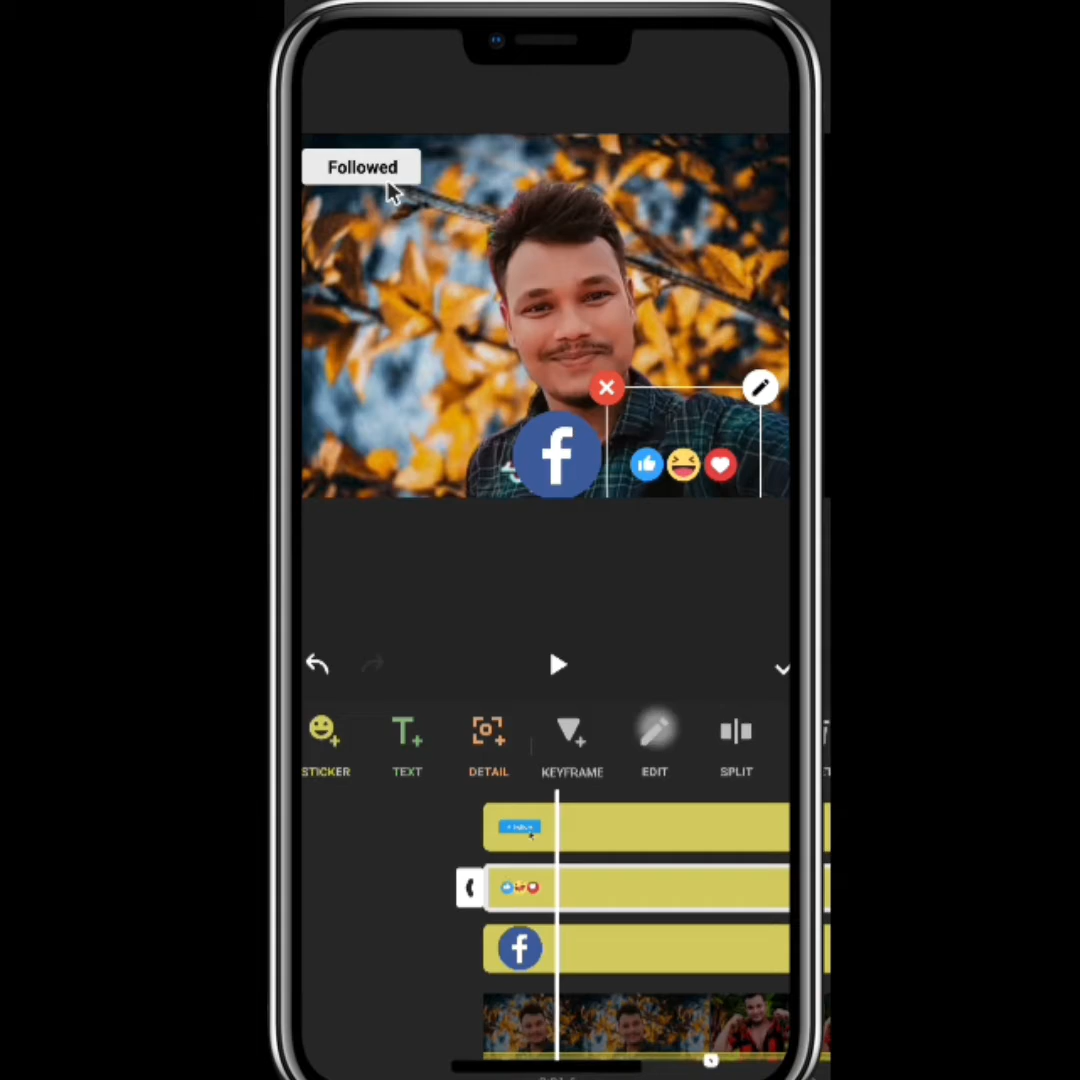 Followed
f
STICKER
TEXT
DETAIL
KEYFRAME
EDIT
SPLIT
f